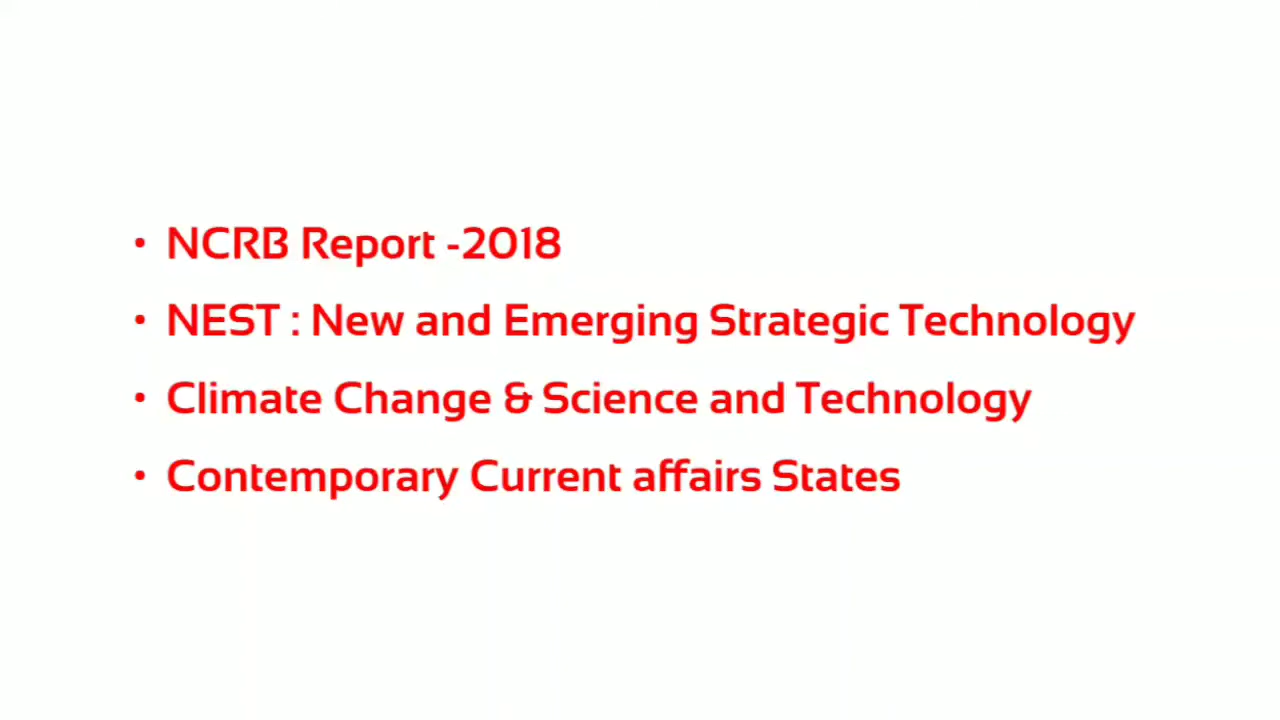 • NCRB Report -2018
• NEST : New and Emerging Strategic Technology
• Climate Change & Science and Technology
• Contemporary Current affairs States